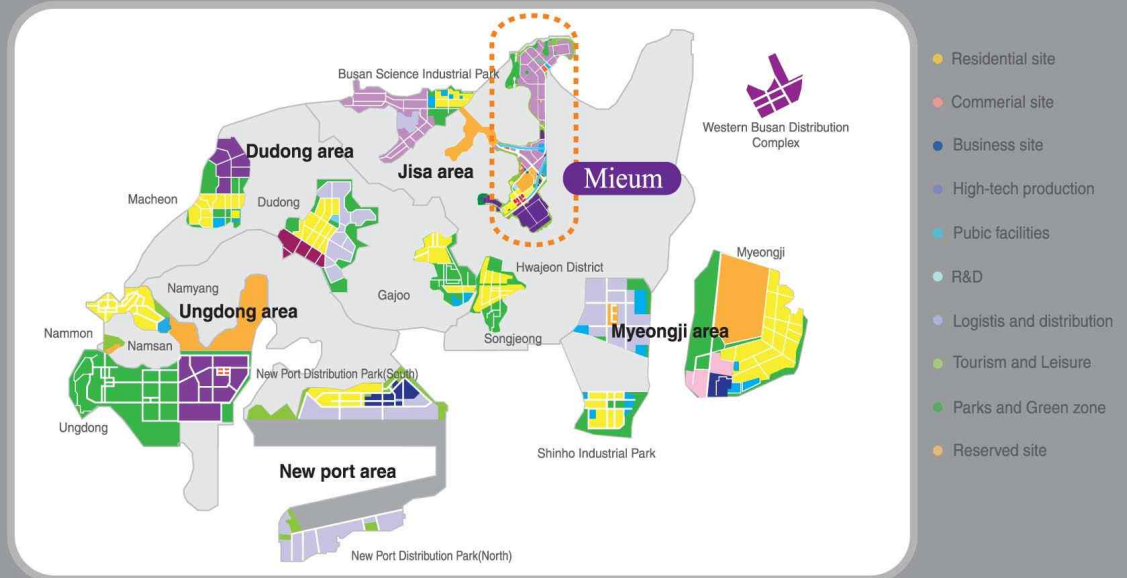 Busan Science Industrial Park
Western Busan Distribution
Complex
Dudong area
Jisa area
Mieum
Macheon
Dudong
Myeongji
Hwajeon District
Namyang
Gajoo
Ungdong area
Myeongji area
Nammon
Namsan
Songjeong
New Port Distribution Park(South)
Ungdong
Shinho Industrial Park
New port area
New Port Distribution Park(North)
Residential site
Commerial site
Business site
High-tech production
Pubic facilities
R&D
Logistis and distribution
Tourism and Leisure
Parks and Green zone
Reserved site